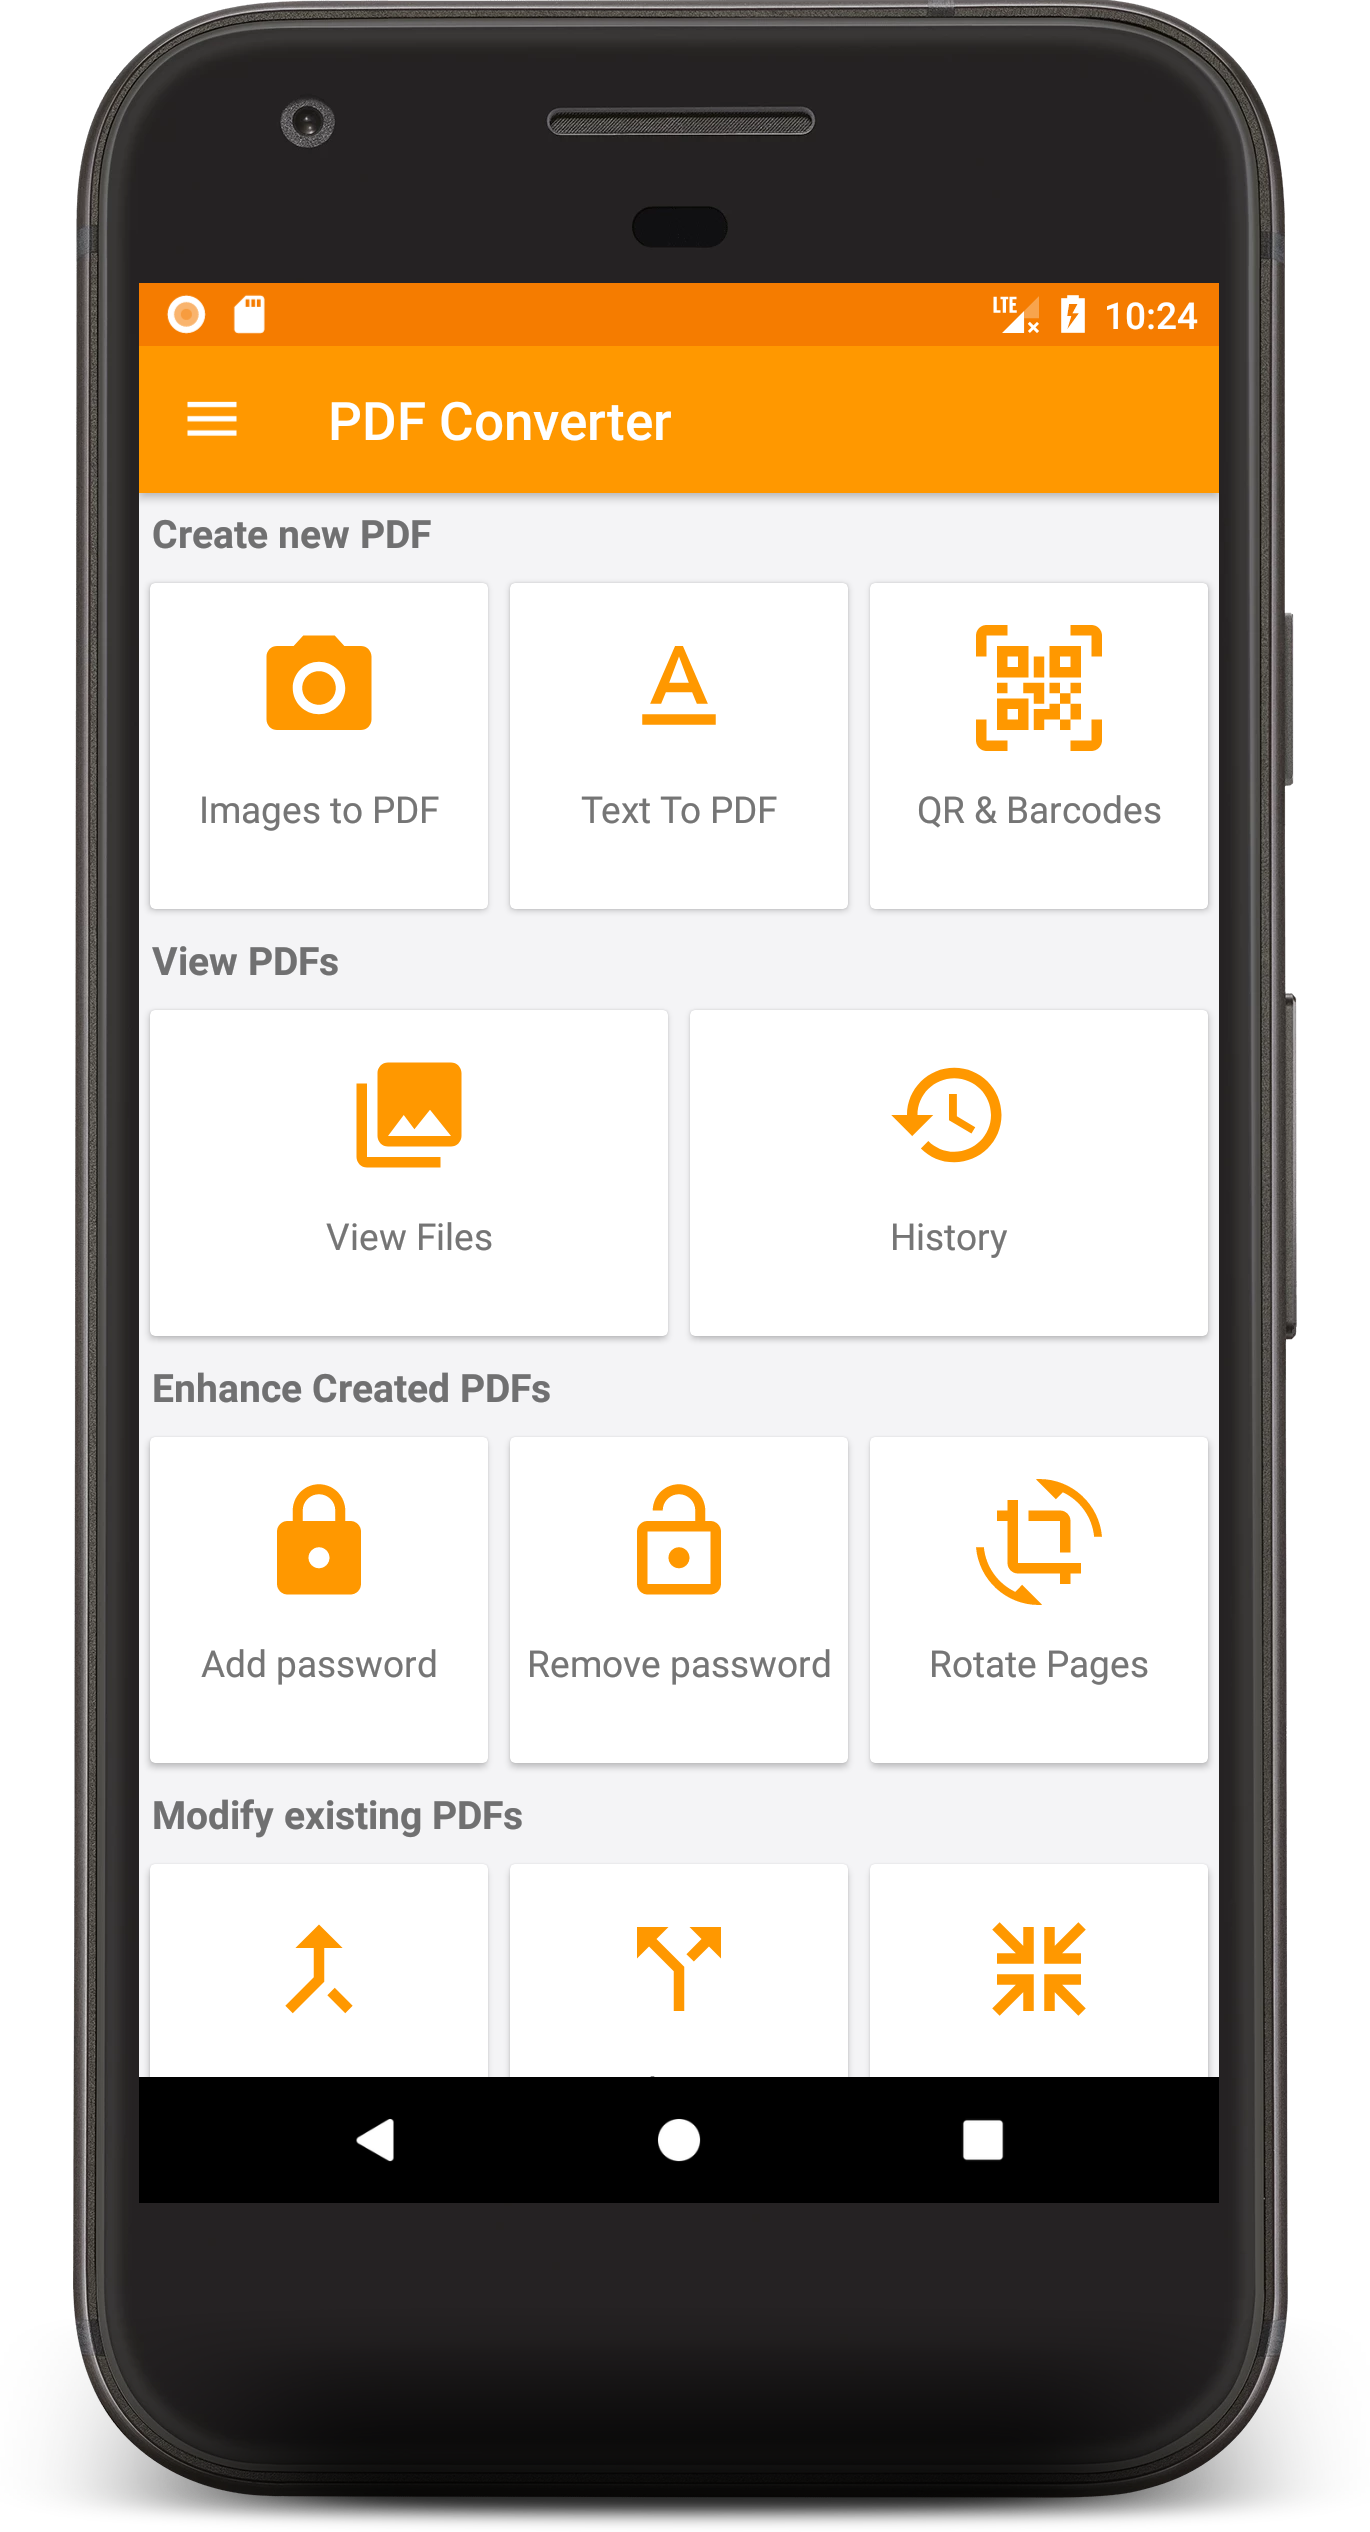 LTE 10:24
PDF Converter
Create new PDF
Images to PDF
Text To PDF
QR & Barcodes
View PDFs
View Files
History
Enhance Created PDFs
Add password
Remove password
Rotate Pages
Modify existing PDFs